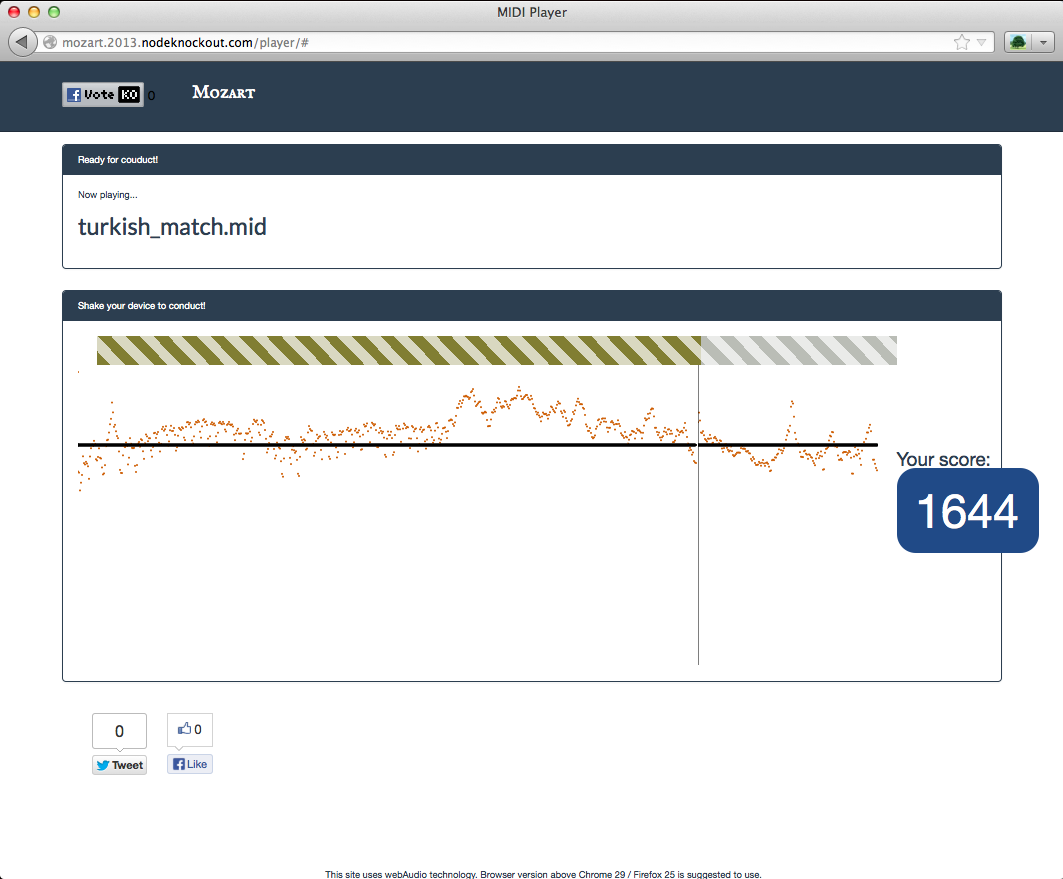 MIDI Player
mozart.2013.nodeknockout.com/player/#
Vote KO 0
Mozart
Ready for couduct!
Now playing...
turkish_match.mid
Shake your device to conduct!
Your score:
1644
0
0
Tweet
Like
This site uses webAudio technology. Browser version above Chrome 29 / Firefox 25 is suggested to use.